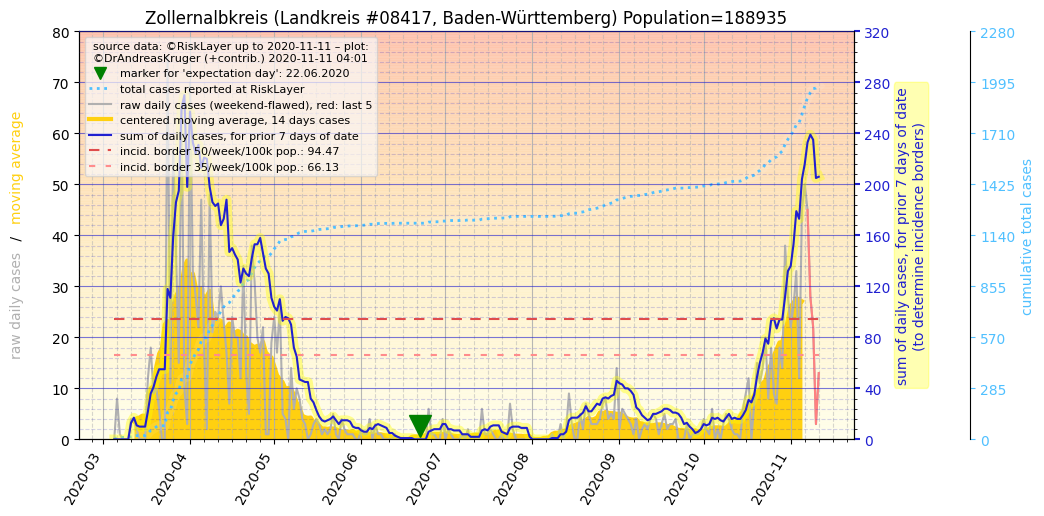 Zollernalbkreis (Landkreis #08417, Baden-Württemberg) Population=188935
source data: ©RiskLayer up to 2020-11-11 – plot:
©DrAndreasKruger (+contrib.) 2020-11-11 04:01
marker for 'expectation day': 22.06.2020
total cases reported at RiskLayer
raw daily cases (weekend-flawed), red: last 5
centered moving average, 14 days cases
sum of daily cases, for prior 7 days of date
incid. border 50/week/100k pop.: 94.47
incid. border 35/week/100k pop.: 66.13
raw daily cases / moving average
80
70
60
50
40
30
20
10
0
320
280
240
200
160
120
80
40
0
sum of daily cases, for prior 7 days of date
(to determine incidence borders)
2280
1995
1710
1425
1140
855
570
285
0
cumulative total cases
2020-03
2020-04
2020-05
2020-06
2020-07
2020-08
2020-09
2020-10
2020-11